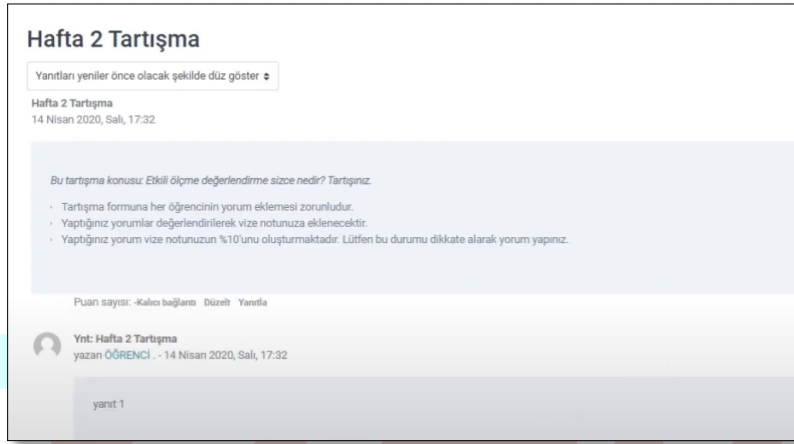 Hafta 2 Tartışma
Yanıtları yeniler önce olacak şekilde düz göster
Hafta 2 Tartışma
14 Nisan 2020, Salı, 17:32
Bu tartışma konusu: Etkili ölçme değerlendirme sizce nedir? Tartışınız.
Tartışma formuna her öğrencinin yorum eklemesi zorunludur.
Yaptığınız yorumlar değerlendirilerek vize notunuza eklenecektir.
Yaptığınız yorum vize notunuzun %10'unu oluşturmaktadır. Lütfen bu durumu dikkate alarak yorum yapınız.
Puan sayısı: -Kalıcı bağlantı Düzelt Yanıtla
Ynt: Hafta 2 Tartışma
yazan ÖĞRENCİ . - 14 Nisan 2020, Salı, 17:32
yanıt 1